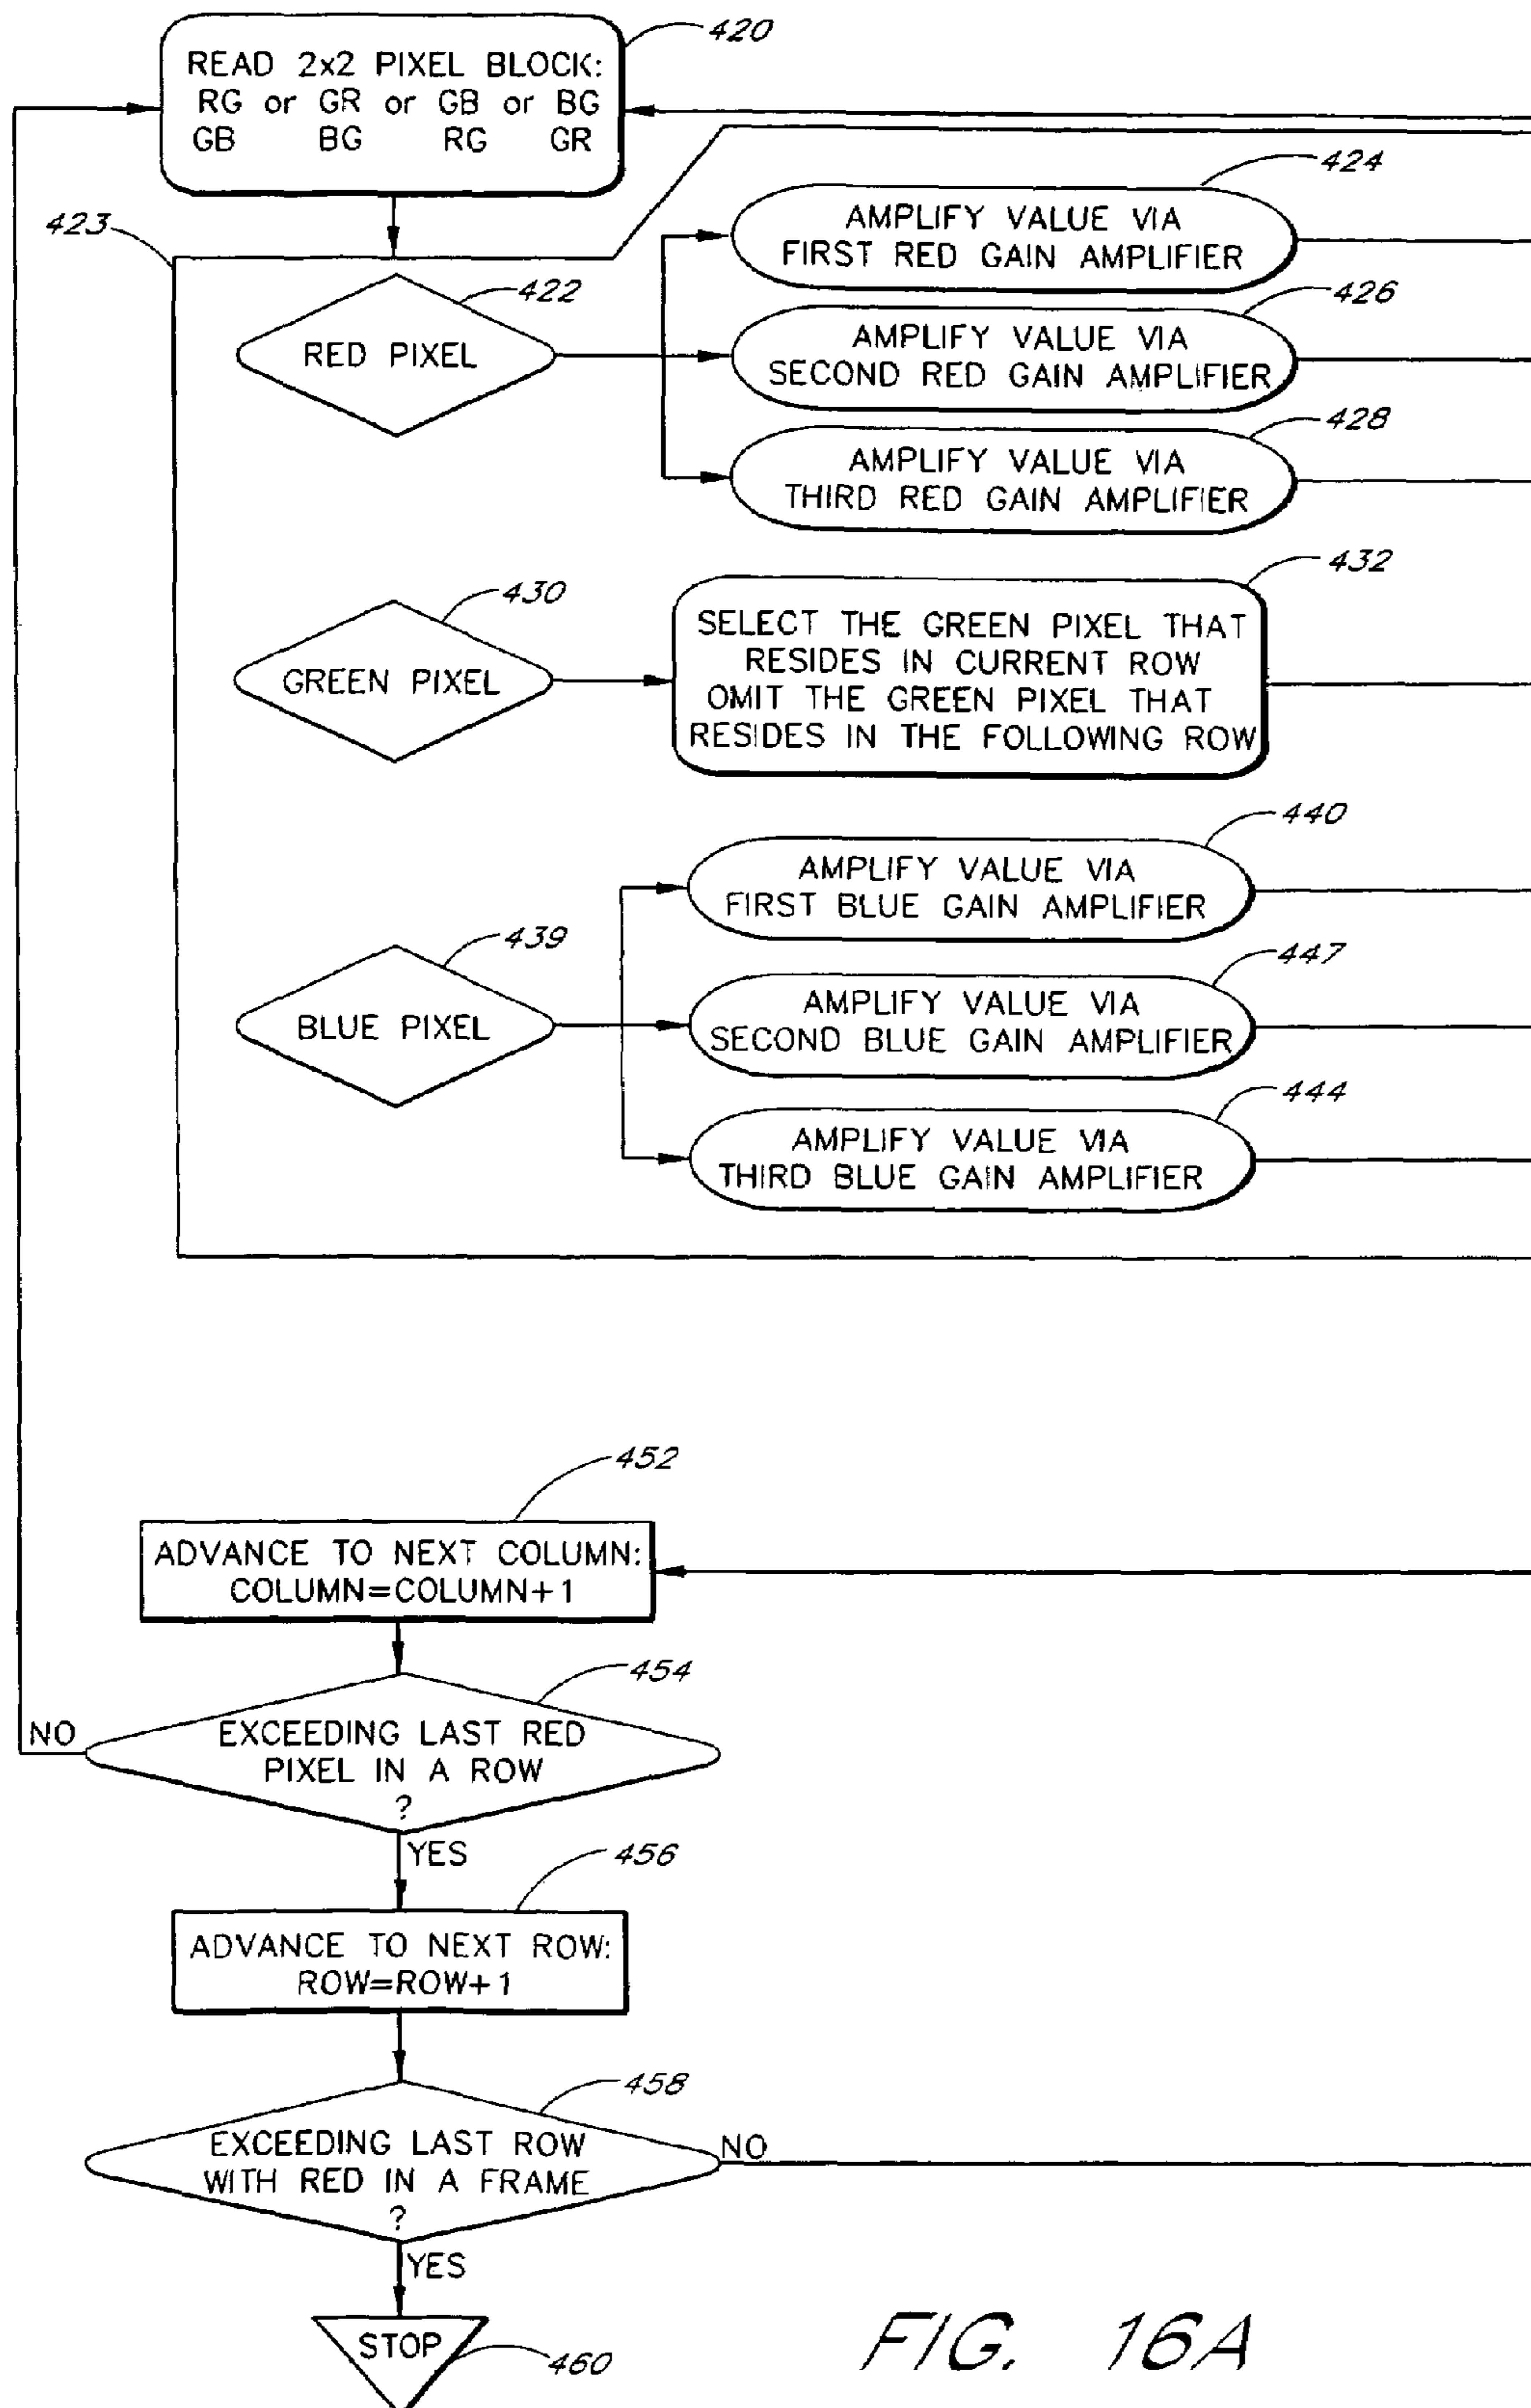 420
READ 2x2 PIXEL BLOCK:
RG or GR or GB or BG
GB BG RG GR
423
424
AMPLIFY VALUE VIA
FIRST RED GAIN AMPLIFIER
422
RED PIXEL
426
AMPLIFY VALUE VIA
SECOND RED GAIN AMPLIFIER
428
AMPLIFY VALUE VIA
THIRD RED GAIN AMPLIFIER
430
GREEN PIXEL
432
SELECT THE GREEN PIXEL THAT
RESIDES IN CURRENT ROW
OMIT THE GREEN PIXEL THAT
RESIDES IN THE FOLLOWING ROW
440
AMPLIFY VALUE VIA
FIRST BLUE GAIN AMPLIFIER
439
BLUE PIXEL
447
AMPLIFY VALUE VIA
SECOND BLUE GAIN AMPLIFIER
444
AMPLIFY VALUE VIA
THIRD BLUE GAIN AMPLIFIER
452
ADVANCE TO NEXT COLUMN:
COLUMN=COLUMN+1
454
NO
EXCEEDING LAST RED
PIXEL IN A ROW
?
YES
456
ADVANCE TO NEXT ROW:
ROW=ROW+1
458
EXCEEDING LAST ROW
WITH RED IN A FRAME
?
NO
YES
STOP
460
FIG. 16A